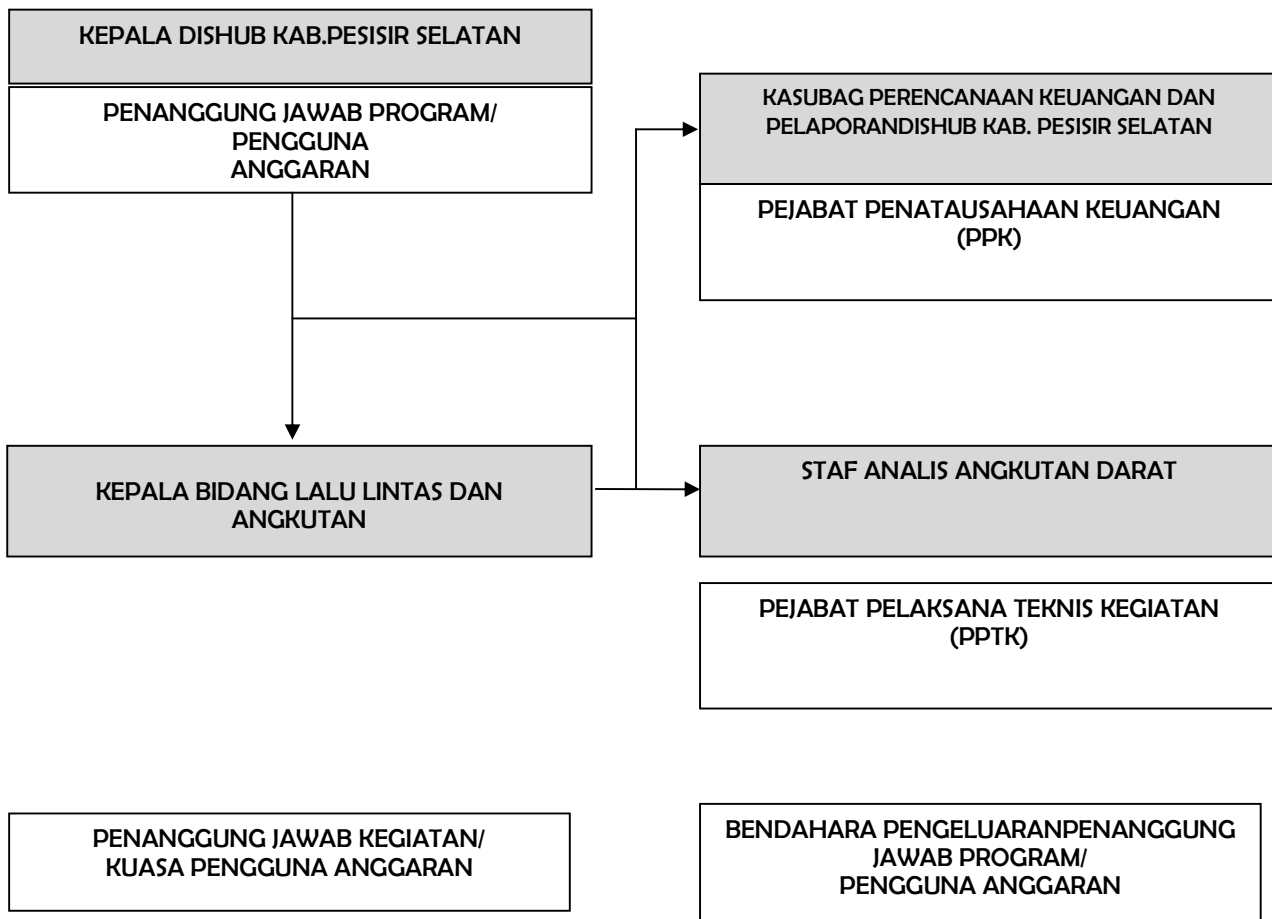 KEPALA DISHUB KAB.PESISIR SELATAN
PENANGGUNG JAWAB PROGRAM/
PENGGUNA
ANGGARAN
KASUBAG PERENCANAAN KEUANGAN DAN
PELAPORANDISHUB KAB. PESISIR SELATAN
PEJABAT PENATAUSAHAAN KEUANGAN
(PPK)
KEPALA BIDANG LALU LINTAS DAN
ANGKUTAN
STAF ANALIS ANGKUTAN DARAT
PEJABAT PELAKSANA TEKNIS KEGIATAN
(PPTK)
PENANGGUNG JAWAB KEGIATAN/
KUASA PENGGUNA ANGGARAN
BENDAHARA PENGELUARANPENANGGUNG
JAWAB PROGRAM/
PENGGUNA ANGGARAN